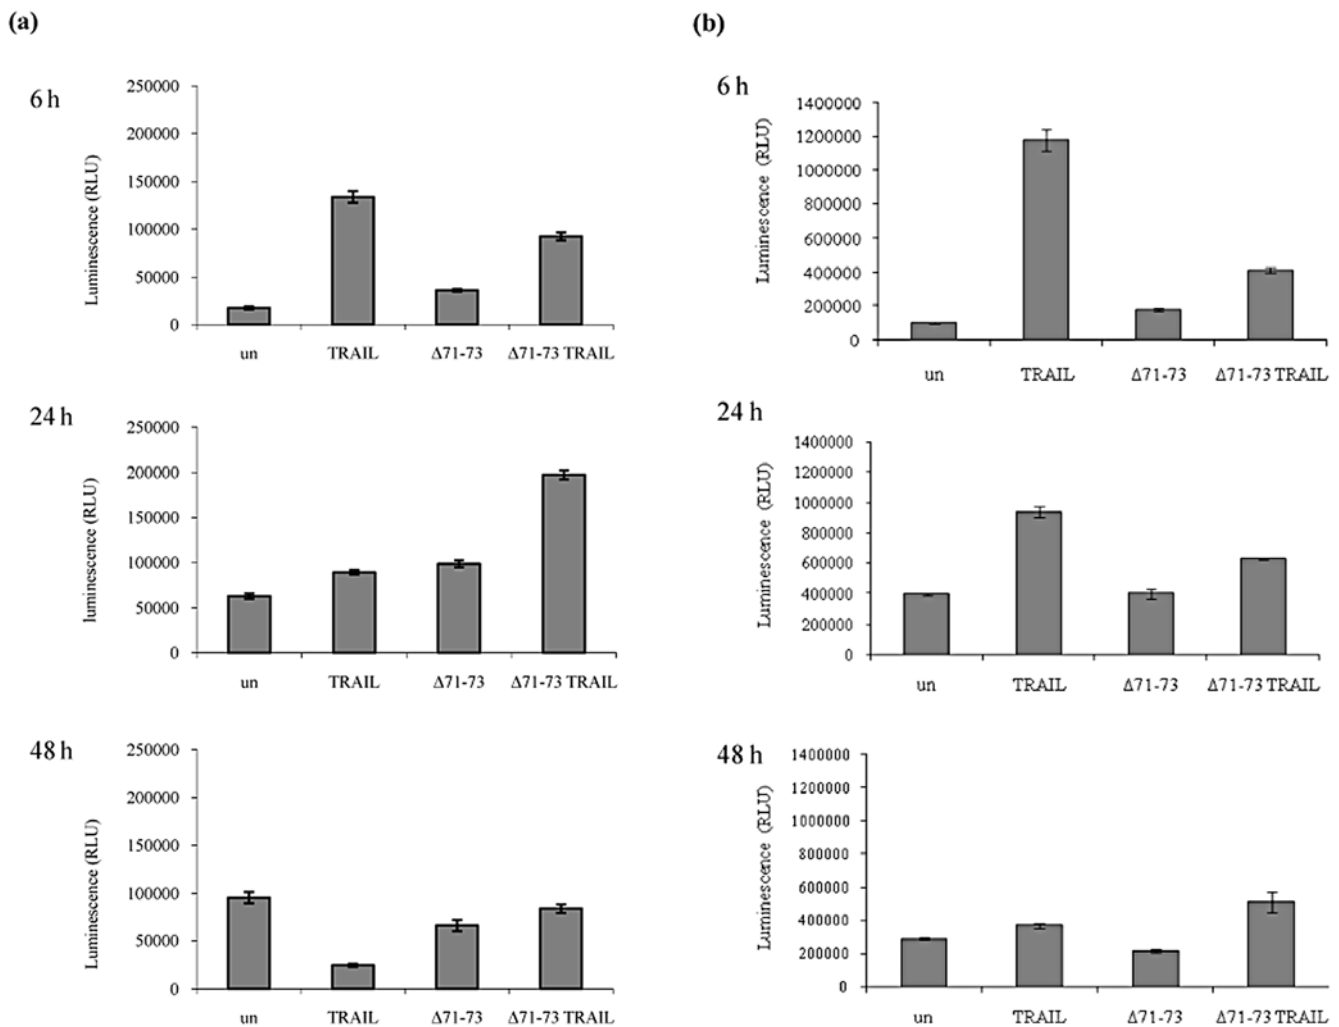 (a)
6 h
Luminescence (RLU)
250000
200000
150000
100000
50000
0
un TRAIL Δ71-73 Δ71-73 TRAIL
24 h
luminescence (RLU)
250000
200000
150000
100000
50000
0
un TRAIL Δ71-73 Δ71-73 TRAIL
48 h
Luminescence (RLU)
250000
200000
150000
100000
50000
0
un TRAIL Δ71-73 Δ71-73 TRAIL
(b)
6 h
Luminescence (RLU)
1400000
1200000
1000000
800000
600000
400000
200000
0
un TRAIL Δ71-73 Δ71-73 TRAIL
24 h
Luminescence (RLU)
1400000
1200000
1000000
800000
600000
400000
200000
0
un TRAIL Δ71-73 Δ71-73 TRAIL
48 h
Luminescence (RLU)
1400000
1200000
1000000
800000
600000
400000
200000
0
un TRAIL Δ71-73 Δ71-73 TRAIL